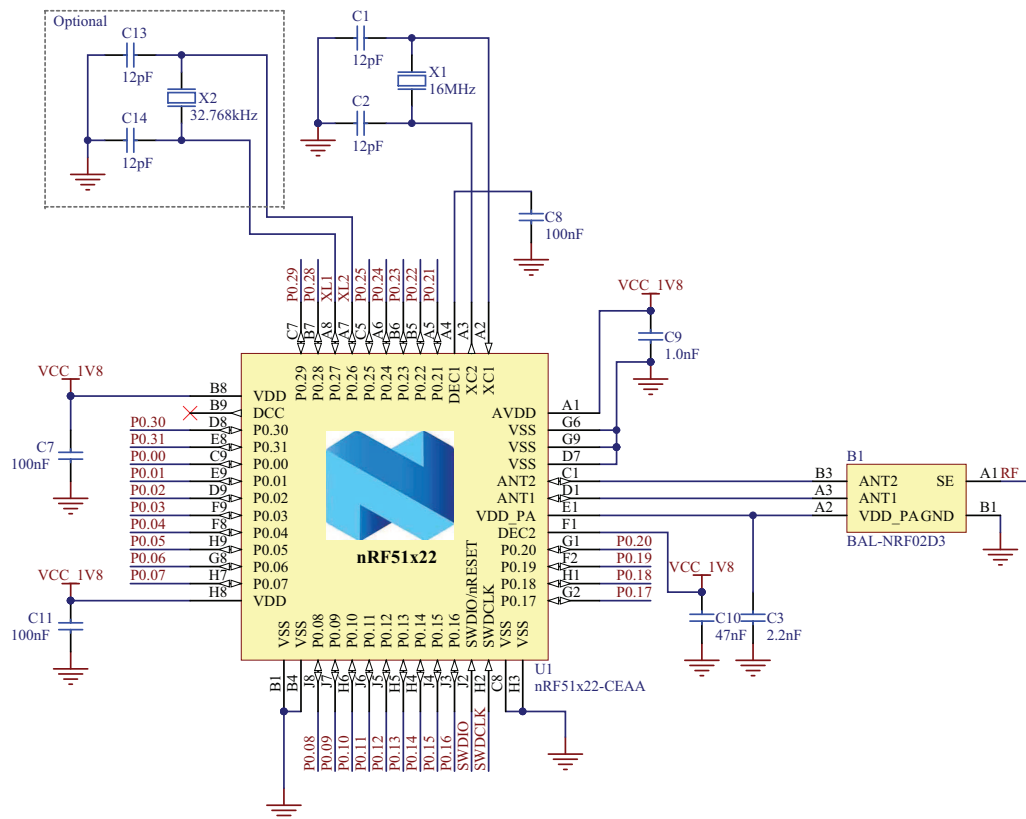 Optional
C13
12pF
X2
32.768kHz
C14
12pF
C1
12pF
X1
16MHz
C2
12pF
C8
100nF
P0.29
P0.28
XL1
XL2
P0.25
P0.24
P0.23
P0.22
P0.21
C7
B7
A8
A7
C5
A6
B6
B5
A5
A4
A3
A2
P0.29
P0.28
P0.27
P0.26
P0.25
P0.24
P0.23
P0.22
P0.21
DEC1
XC2
XC1
VCC_1V8
C9
1.0nF
VCC_1V8
C7
100nF
B8 VDD
B9 DCC
P0.30 D8 P0.30
P0.31 E8 P0.31
P0.00 C9 P0.00
P0.01 E9 P0.01
P0.02 D9 P0.02
P0.03 F9 P0.03
P0.04 F8 P0.04
P0.05 H9 P0.05
P0.06 G8 P0.06
P0.07 H7 P0.07
H8 VDD
VCC_1V8
C11
100nF
nRF51x22
AVDD A1
VSS G6
VSS G9
VSS D7
ANT2 C1
ANT1 D1
VDD_PA E1
DEC2 F1
P0.20 G1 P0.20
P0.19 F2 P0.19
P0.18 H1 P0.18
P0.17 G2 P0.17
B1
B3 ANT2 SE A1 RF
A3 ANT1
A2 VDD_PA GND B1
BAL-NRF02D3
VCC_1V8
C10
47nF
C3
2.2nF
VSS
VSS
P0.08
P0.09
P0.10
P0.11
P0.12
P0.13
P0.14
P0.15
P0.16
SWDIO/nRESET
SWDCLK
VSS
VSS
U1
nRF51x22-CEAA
B1
B4
J8
J7
H6
J6
J5
H5
H4
J4
J3
J2
H2
C8
H3
P0.08
P0.09
P0.10
P0.11
P0.12
P0.13
P0.14
P0.15
P0.16
SWDIO
SWDCLK